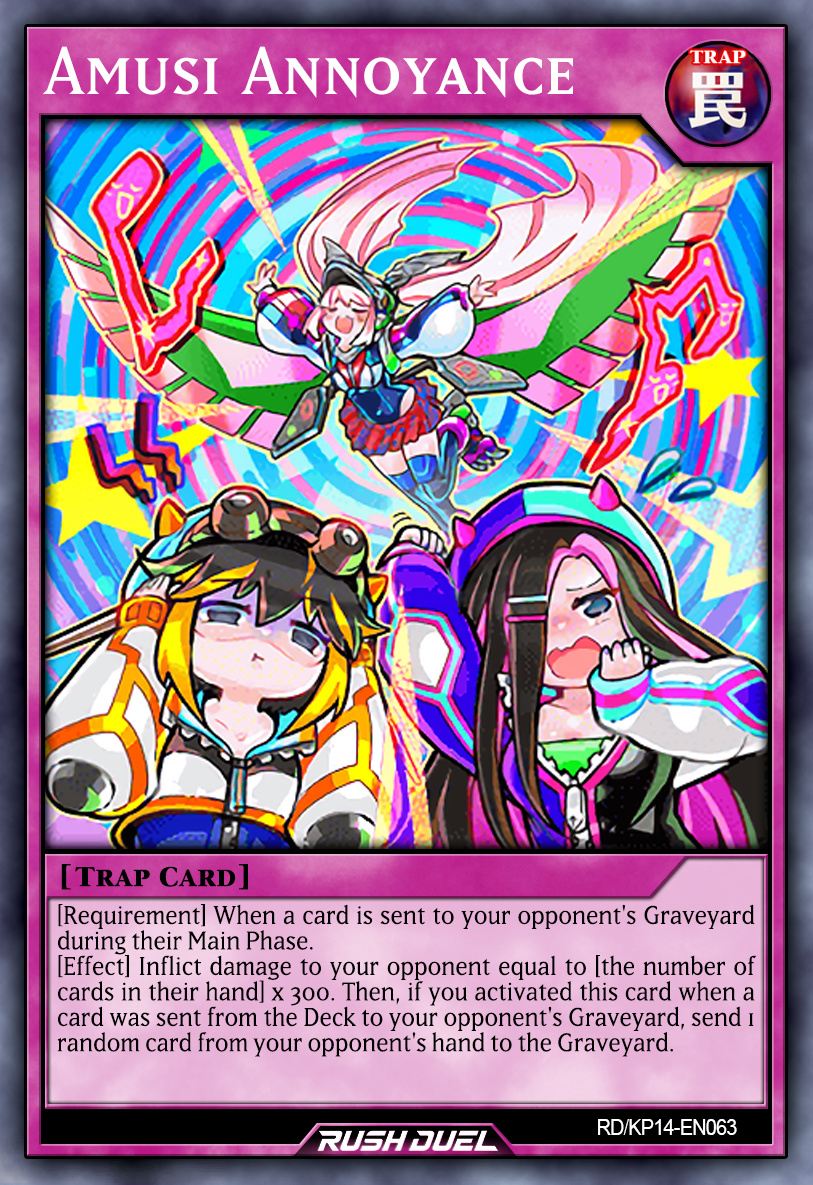 Amusi Annoyance
TRAP
罠
[Trap Card]
[Requirement] When a card is sent to your opponent's Graveyard
during their Main Phase.
[Effect] Inflict damage to your opponent equal to [the number of
cards in their hand] x 300. Then, if you activated this card when a
card was sent from the Deck to your opponent's Graveyard, send 1
random card from your opponent's hand to the Graveyard.
RD/KP14-EN063
RUSH DUEL